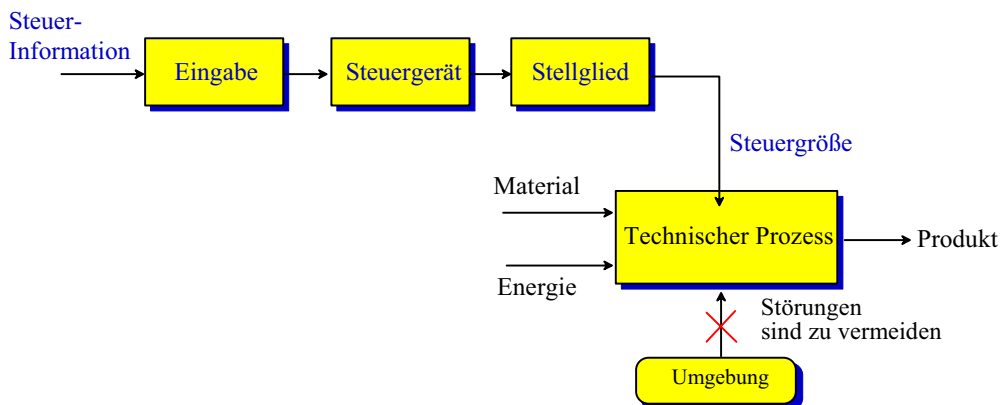 Steuer-
Information
Eingabe
Steuergerät
Stellglied
Steuergröße
Material
Technischer Prozess
Produkt
Energie
Störungen
sind zu vermeiden
Umgebung